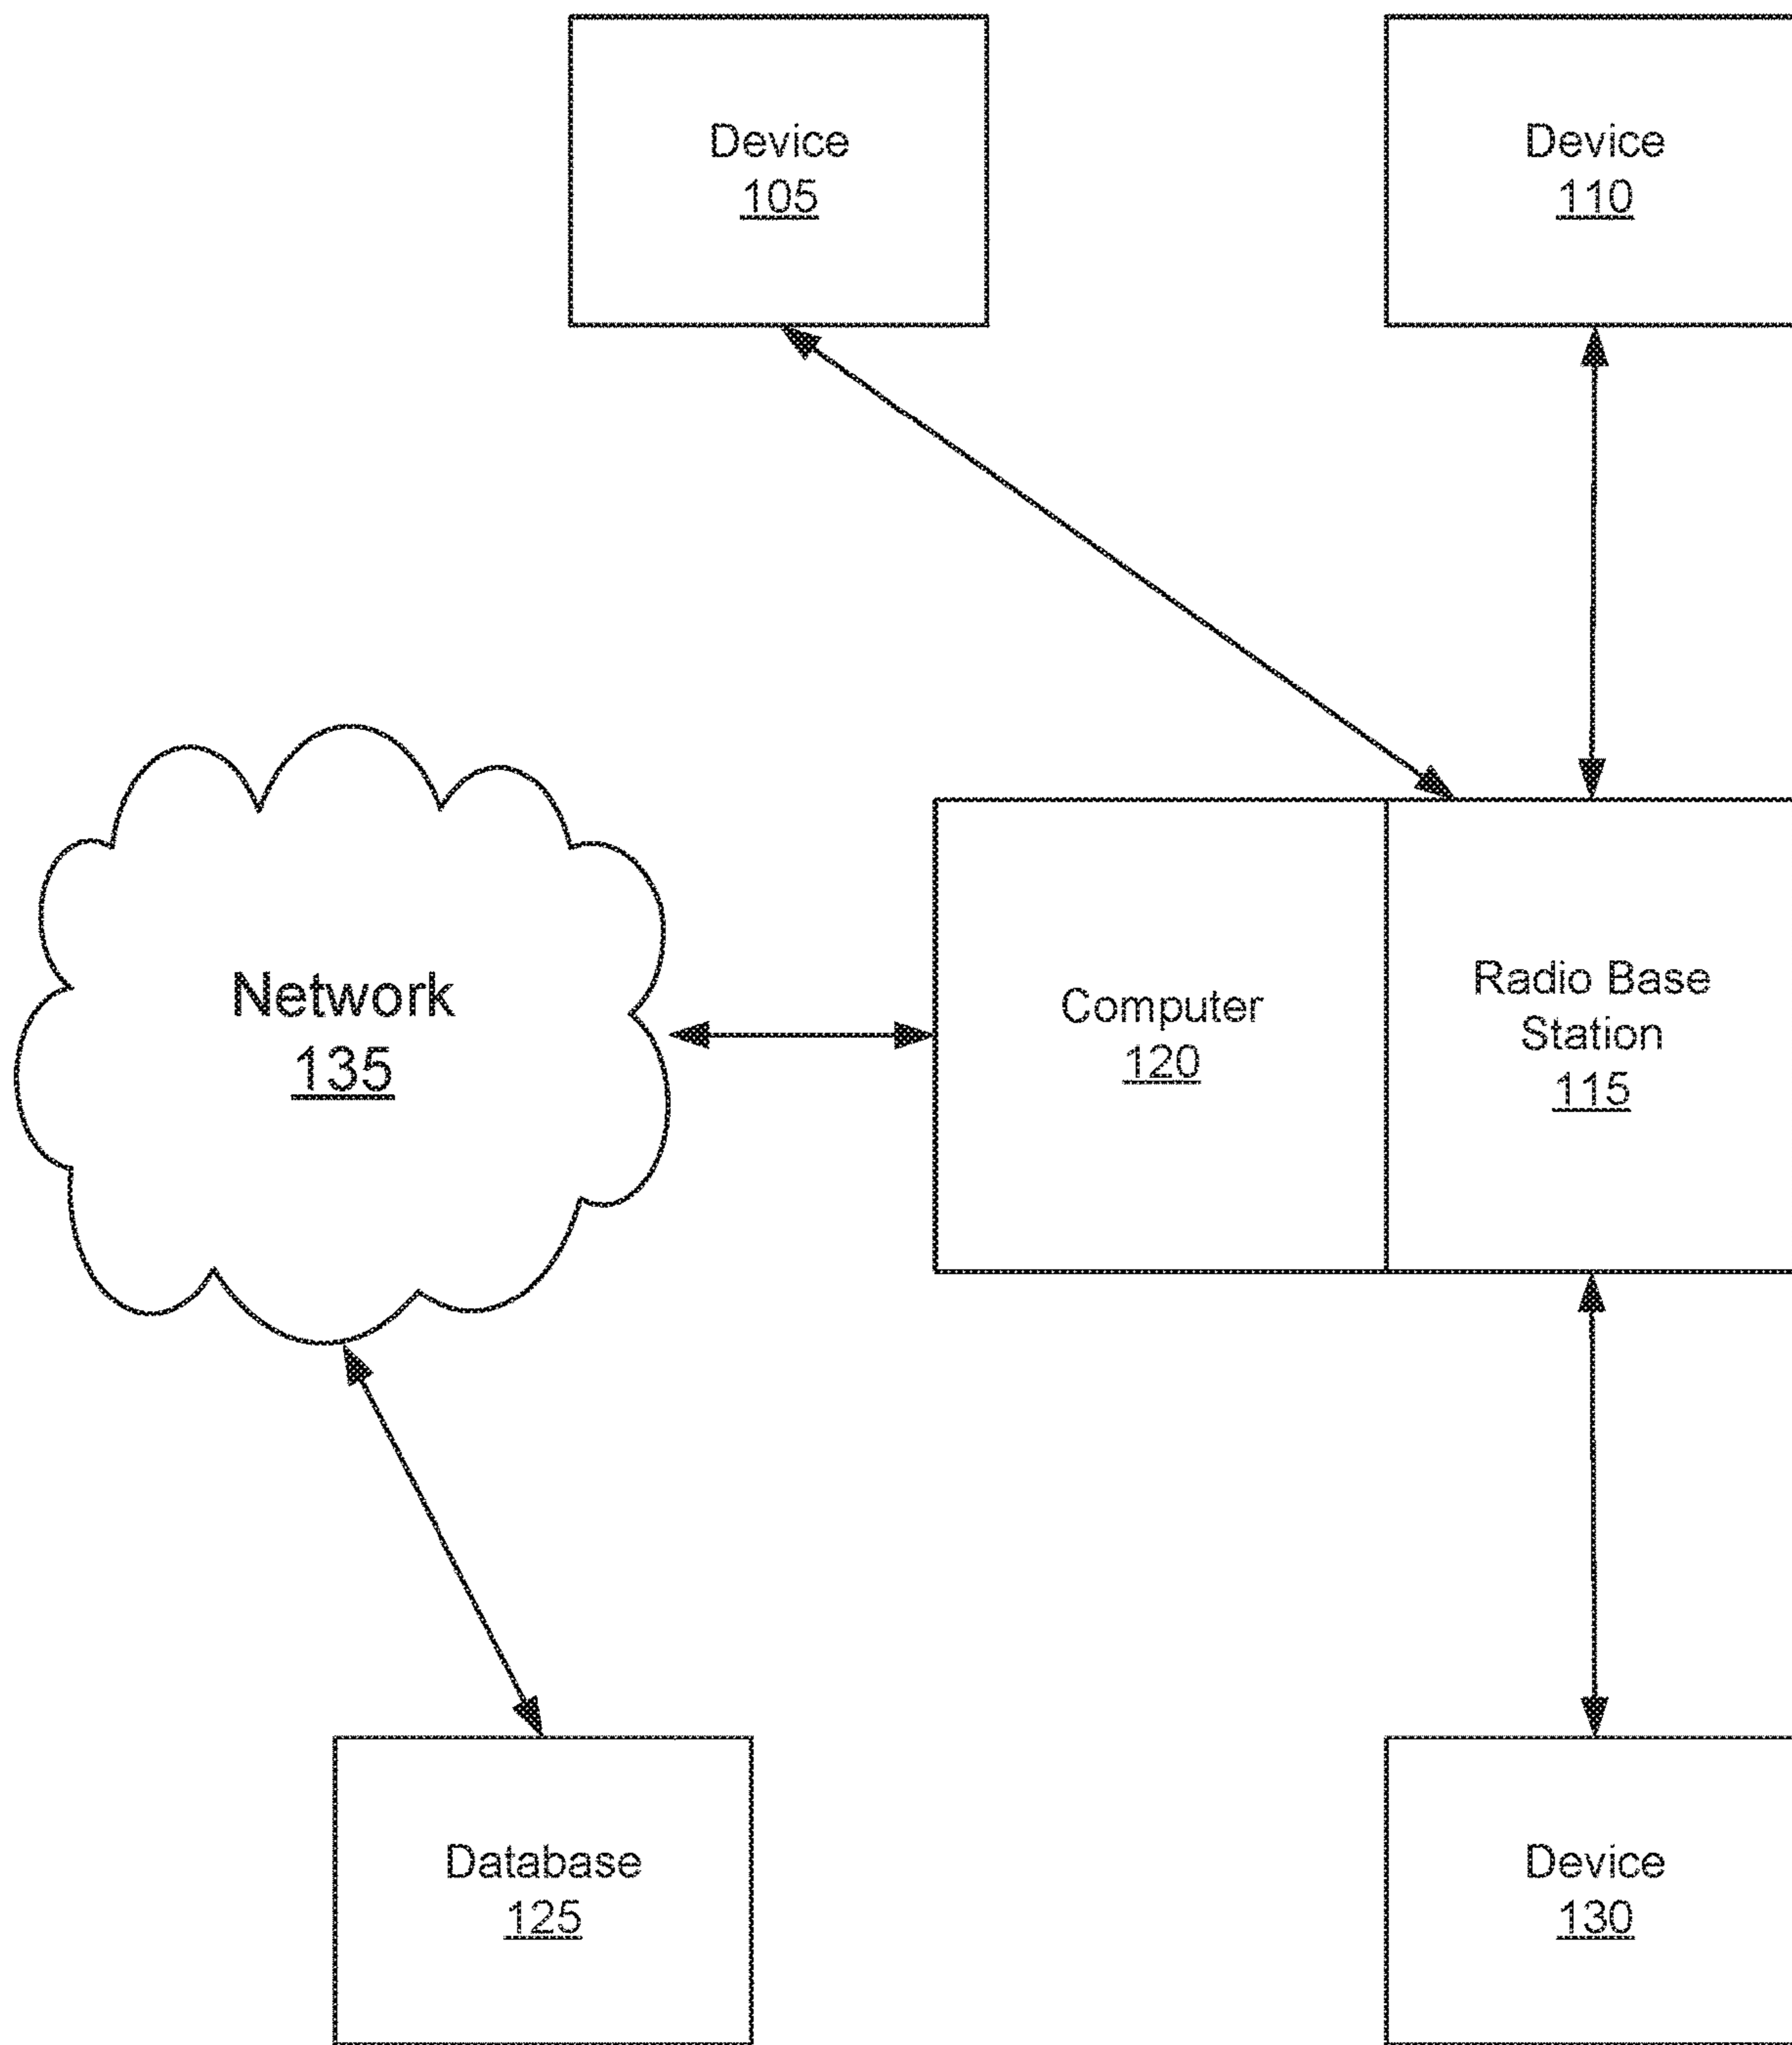 Device
105
Device
110
Network
135
Computer
120
Radio Base
Station
115
Database
125
Device
130